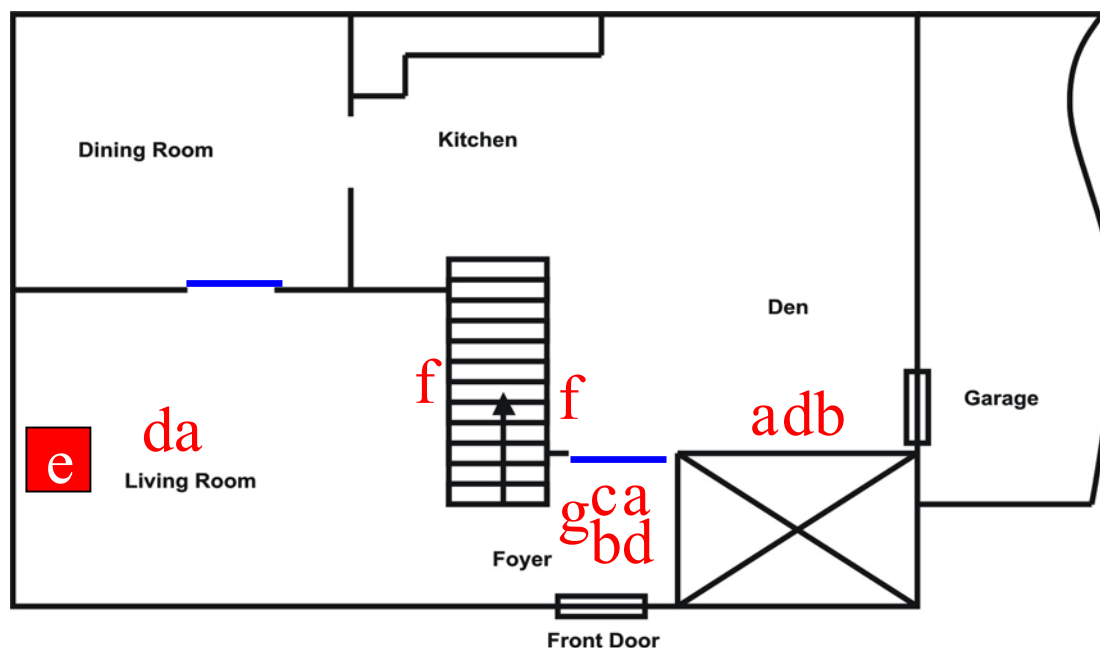 Dining Room
Kitchen
Den
f
f
Garage
da
adb
e
Living Room
gca
bd
Foyer
Front Door